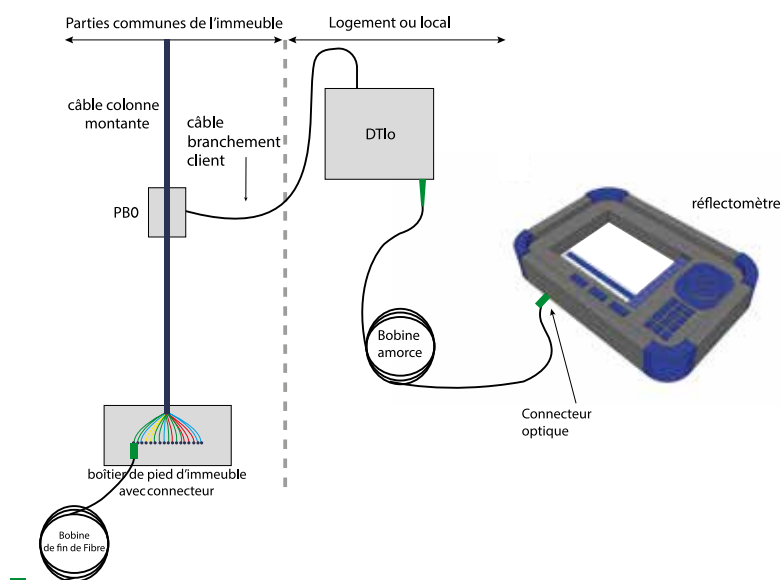 Parties communes de l'immeuble
Logement ou local
câble colonne
montante
câble
branchement
client
DTIo
PBO
réflectomètre
Bobine
amorce
Connecteur
optique
boîtier de pied d'immeuble
avec connecteur
Bobine
de fin de Fibre